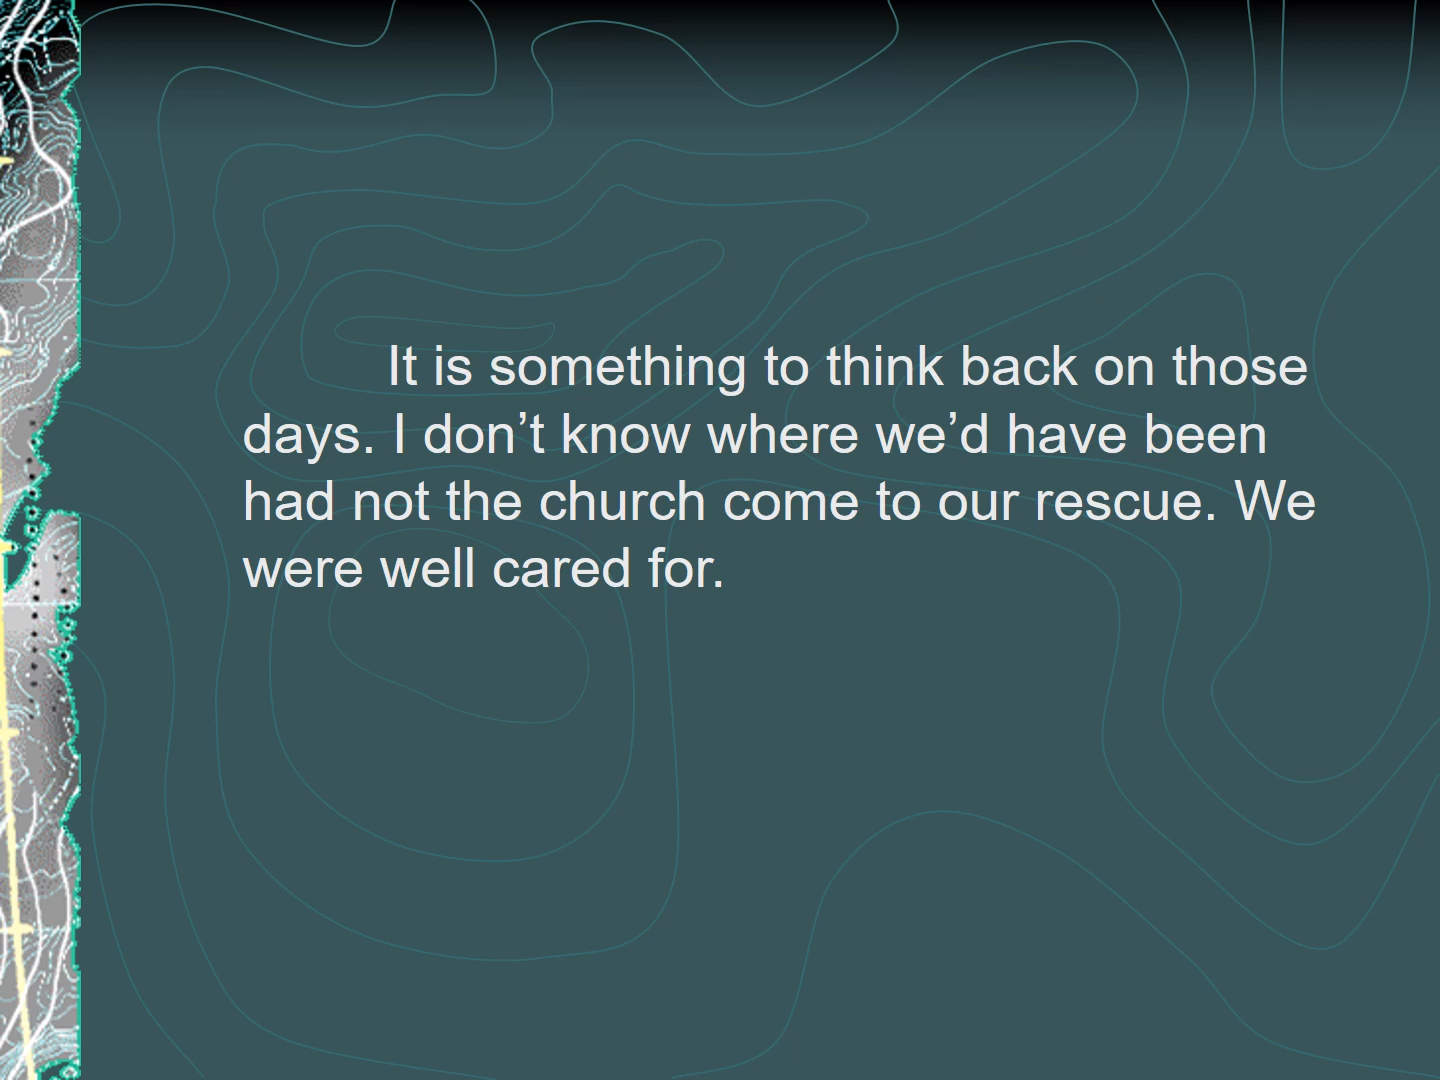 It is something to think back on those
days. I don’t know where we’d have been
had not the church come to our rescue. We
were well cared for.